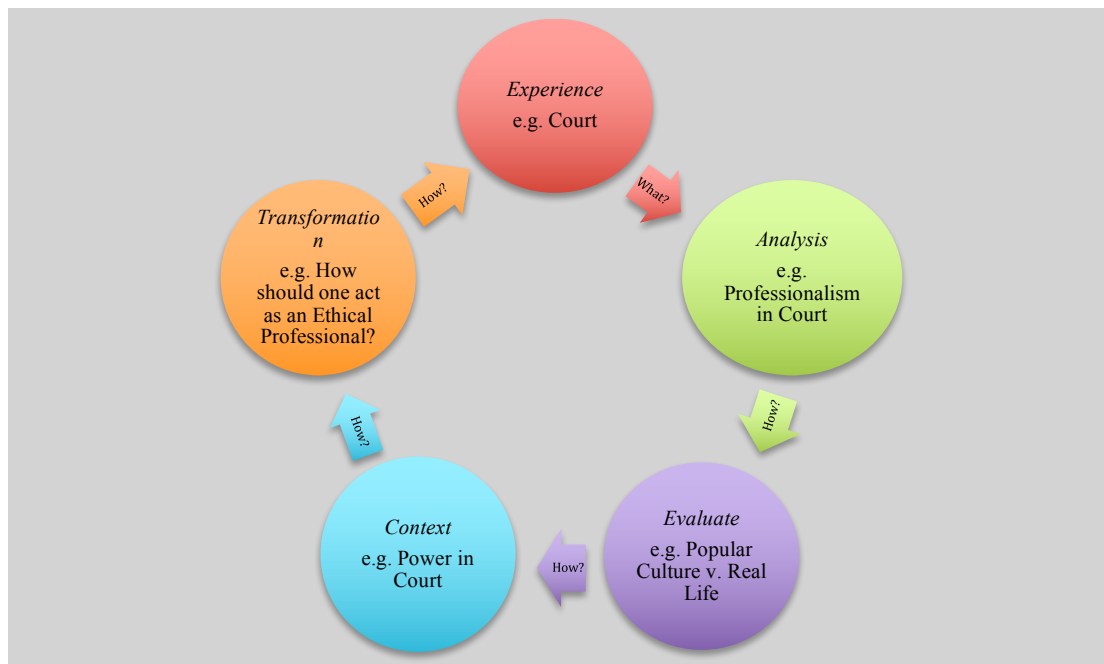 Experience
e.g. Court
What?
Analysis
e.g.
Professionalism
in Court
How?
Evaluate
e.g. Popular
Culture v. Real
Life
How?
Context
e.g. Power in
Court
How?
Transformatio
n
e.g. How
should one act
as an Ethical
Professional?
How?